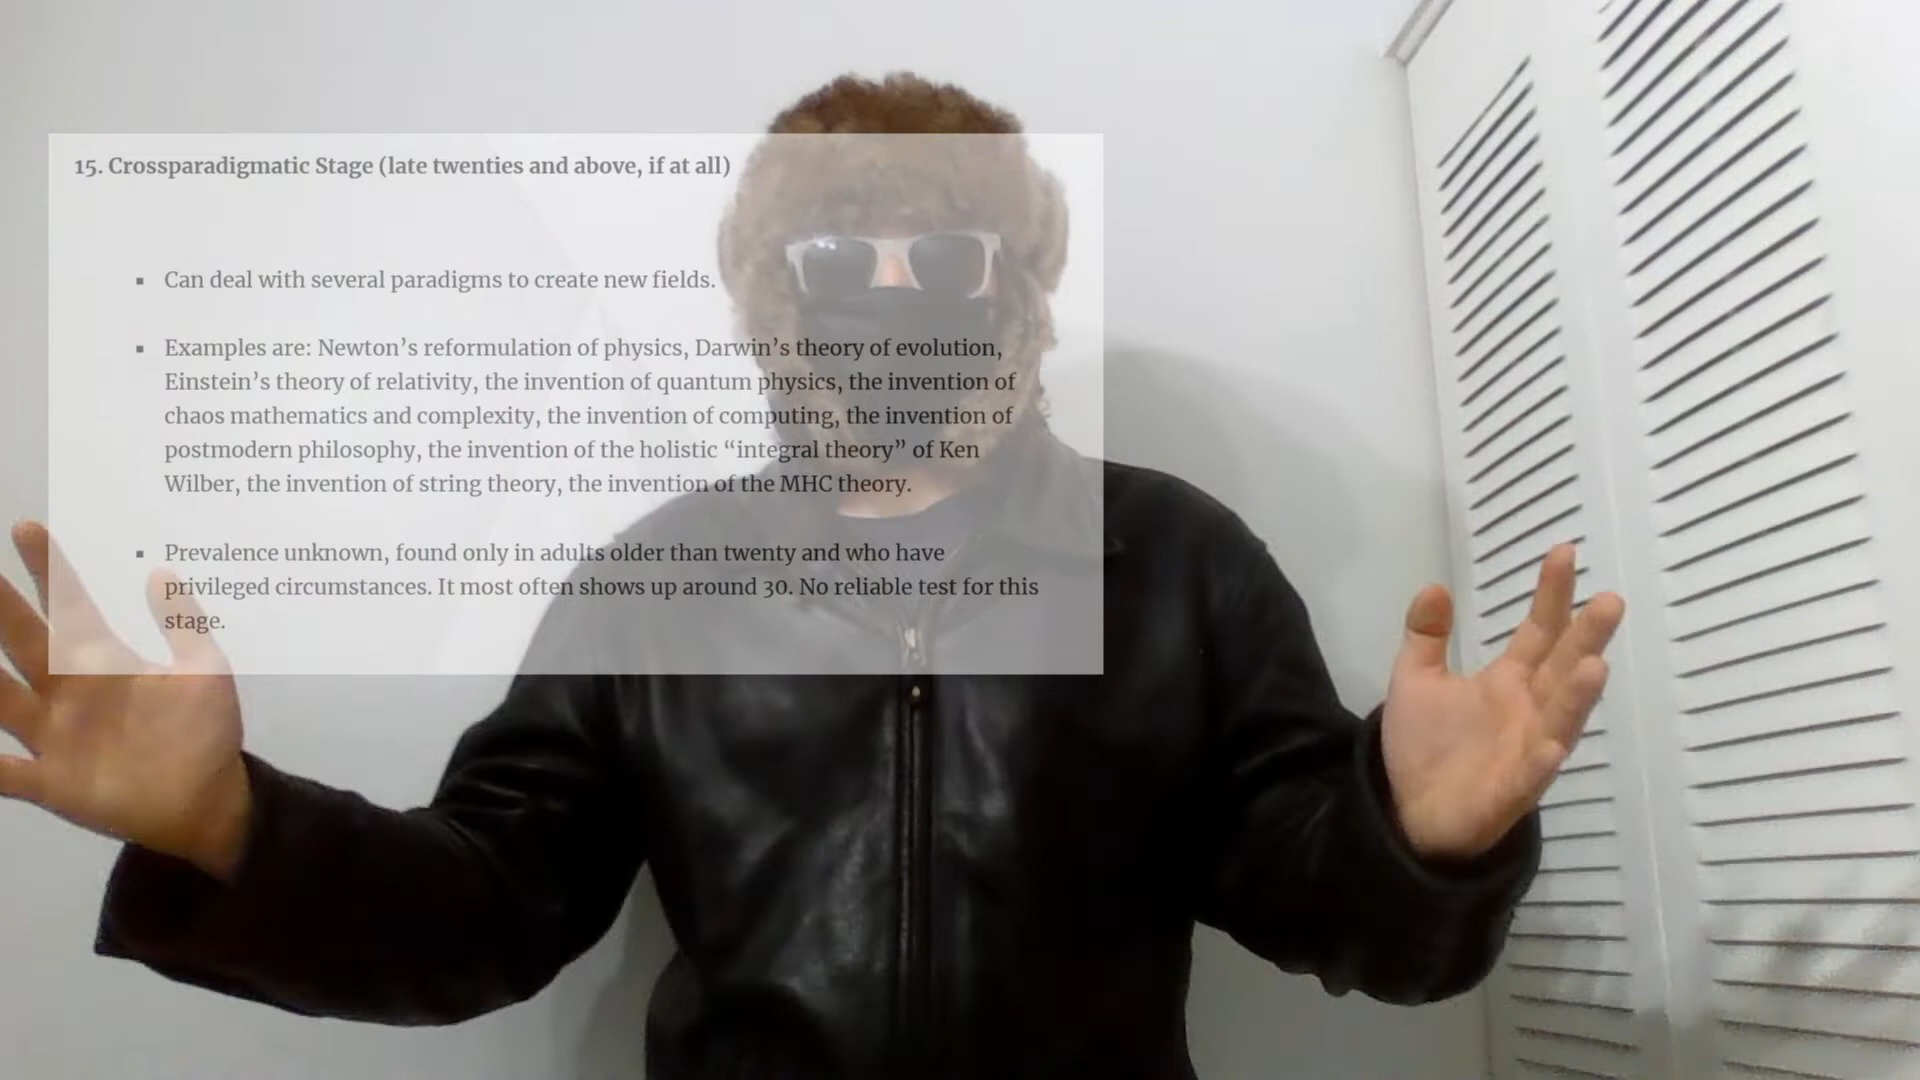 15. Crossparadigmatic Stage (late twenties and above, if at all)
▪ Can deal with several paradigms to create new fields.
▪ Examples are: Newton’s reformulation of physics, Darwin’s theory of evolution,
Einstein’s theory of relativity, the invention of quantum physics, the invention of
chaos mathematics and complexity, the invention of computing, the invention of
postmodern philosophy, the invention of the holistic “integral theory” of Ken
Wilber, the invention of string theory, the invention of the MHC theory.
▪ Prevalence unknown, found only in adults older than twenty and who have
privileged circumstances. It most often shows up around 30. No reliable test for this
stage.